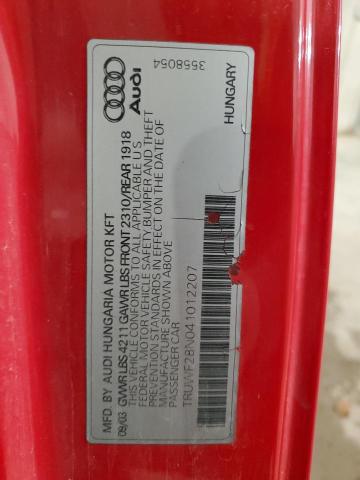 Audi
3558054
MFD. BY AUDI HUNGARIA MOTOR KFT
09/03 GVWR LBS 4211 GAWR LBS FRONT 2310/REAR 1918
THIS VEHICLE CONFORMS TO ALL APPLICABLE U S
FEDERAL MOTOR VEHICLE SAFETY BUMPER AND THEFT
PREVENTION STANDARDS IN EFFECT ON THE DATE OF
MANUFACTURE SHOWN ABOVE
PASSENGER CAR
TRUWF28N041012207
HUNGARY